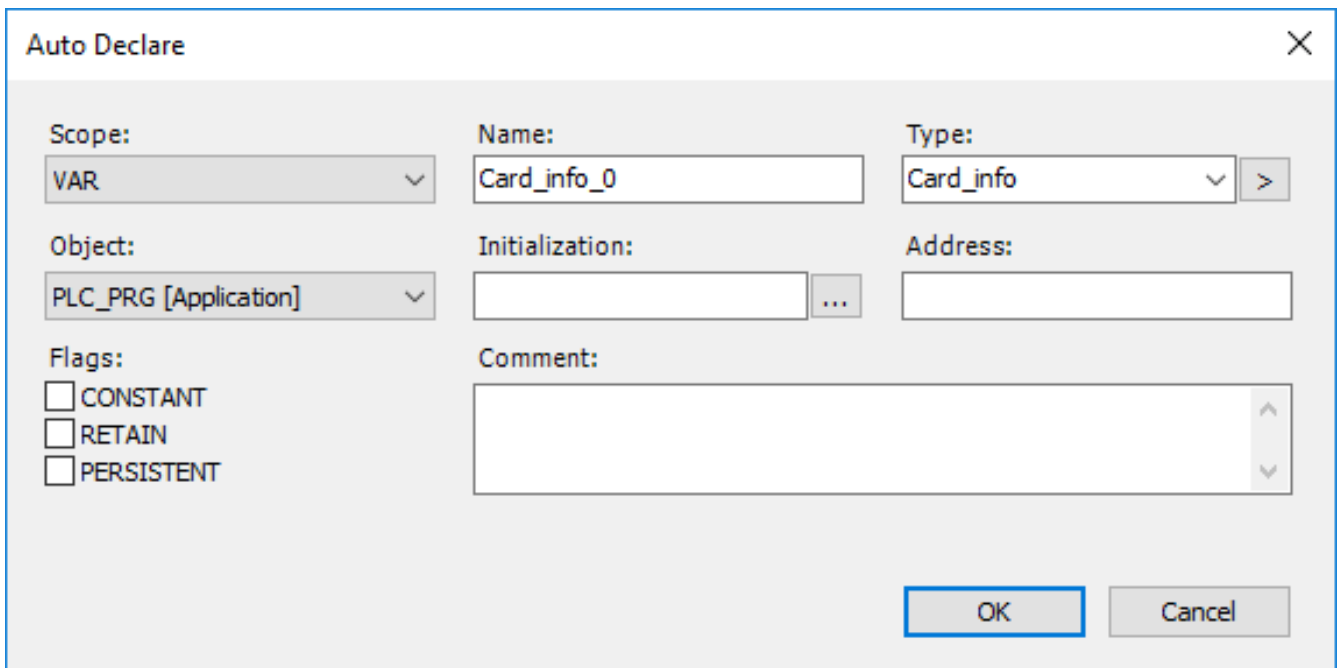 Auto Declare
Scope: Name: Type:
VAR Card_info_0 Card_info >
Object: Initialization: Address:
PLC_PRG [Application] ...
Flags: Comment:
CONSTANT
RETAIN
PERSISTENT
OK Cancel